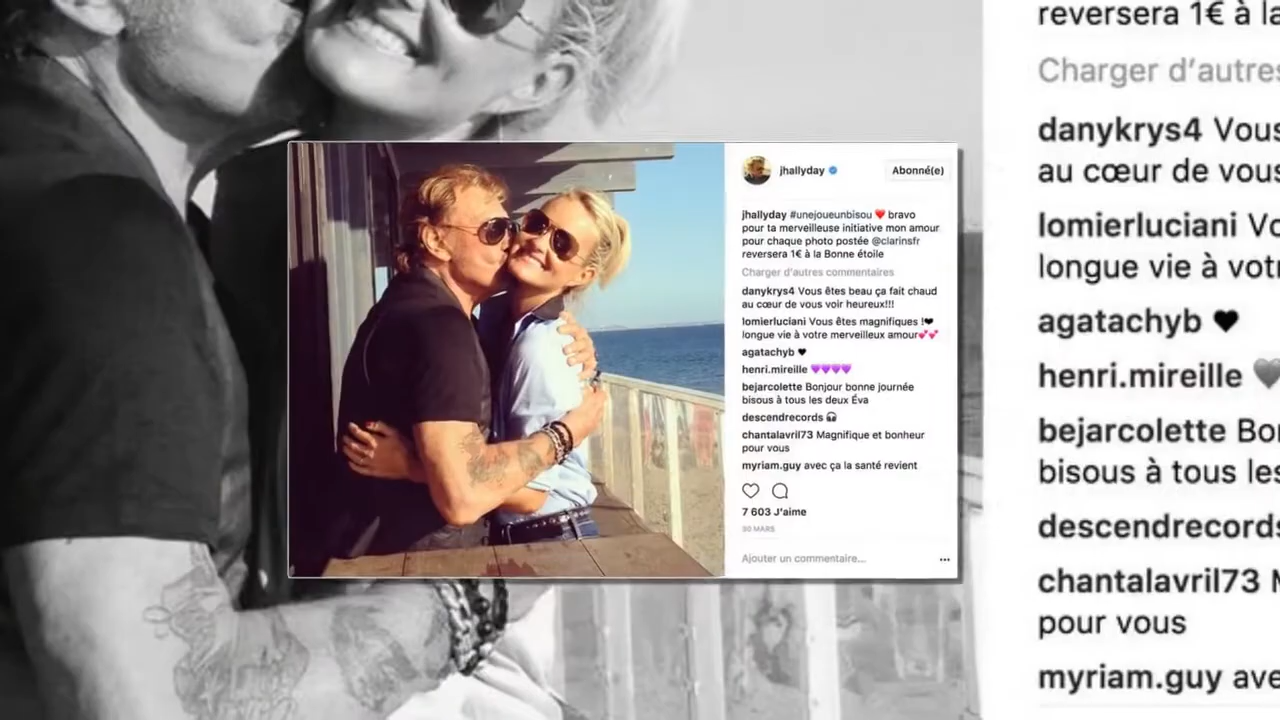 jhallyday
Abonné(e)
jhallyday #unejoueunbisou ❤️ bravo
pour ta merveilleuse initiative mon amour
pour chaque photo postée @clarinsfr
reversera 1€ à la Bonne étoile
Charger d'autres commentaires
danykrys4 Vous êtes beau ça fait chaud
au cœur de vous voir heureux!!!
lomierluciani Vous êtes magnifiques !❤
longue vie à votre merveilleux amour💕💕
agatachyb ❤
henri.mireille 💜💜💜💜
bejarcolette Bonjour bonne journée
bisous à tous les deux Éva
descendrecords 🎧
chantalavril73 Magnifique et bonheur
pour vous
myriam.guy avec ça la santé revient
7 603 J'aime
30 MARS
Ajouter un commentaire...
reversera 1€ à la
Charger d'autres
danykrys4 Vous
au cœur de vous
lomierluciani Vo
longue vie à votr
agatachyb ♥
henri.mireille
bejarcolette Bon
bisous à tous les
descendrecords
chantalavril73 M
pour vous
myriam.guy ave